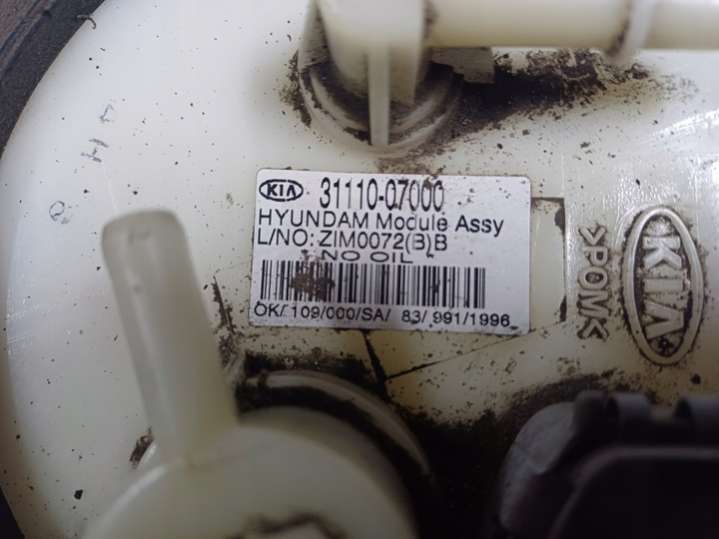 KIA 31110-07000
HYUNDAM Module Assy
L/NO: ZIM0072(B)B
NO OIL
OK/ 109/000/SA/ 83/ 991/1996
>POM<
KIA